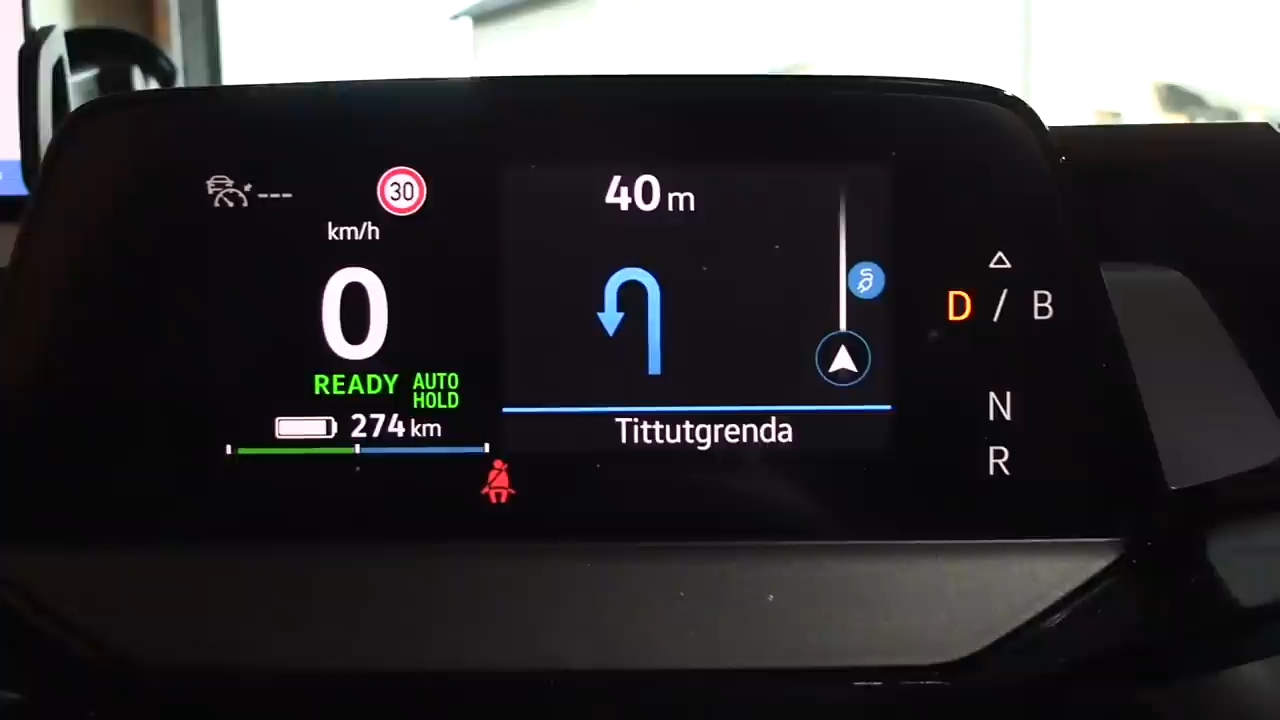 --- 30
km/h
0
READY AUTO HOLD
274 km
40 m
Tittutgrenda
D / B
N
R